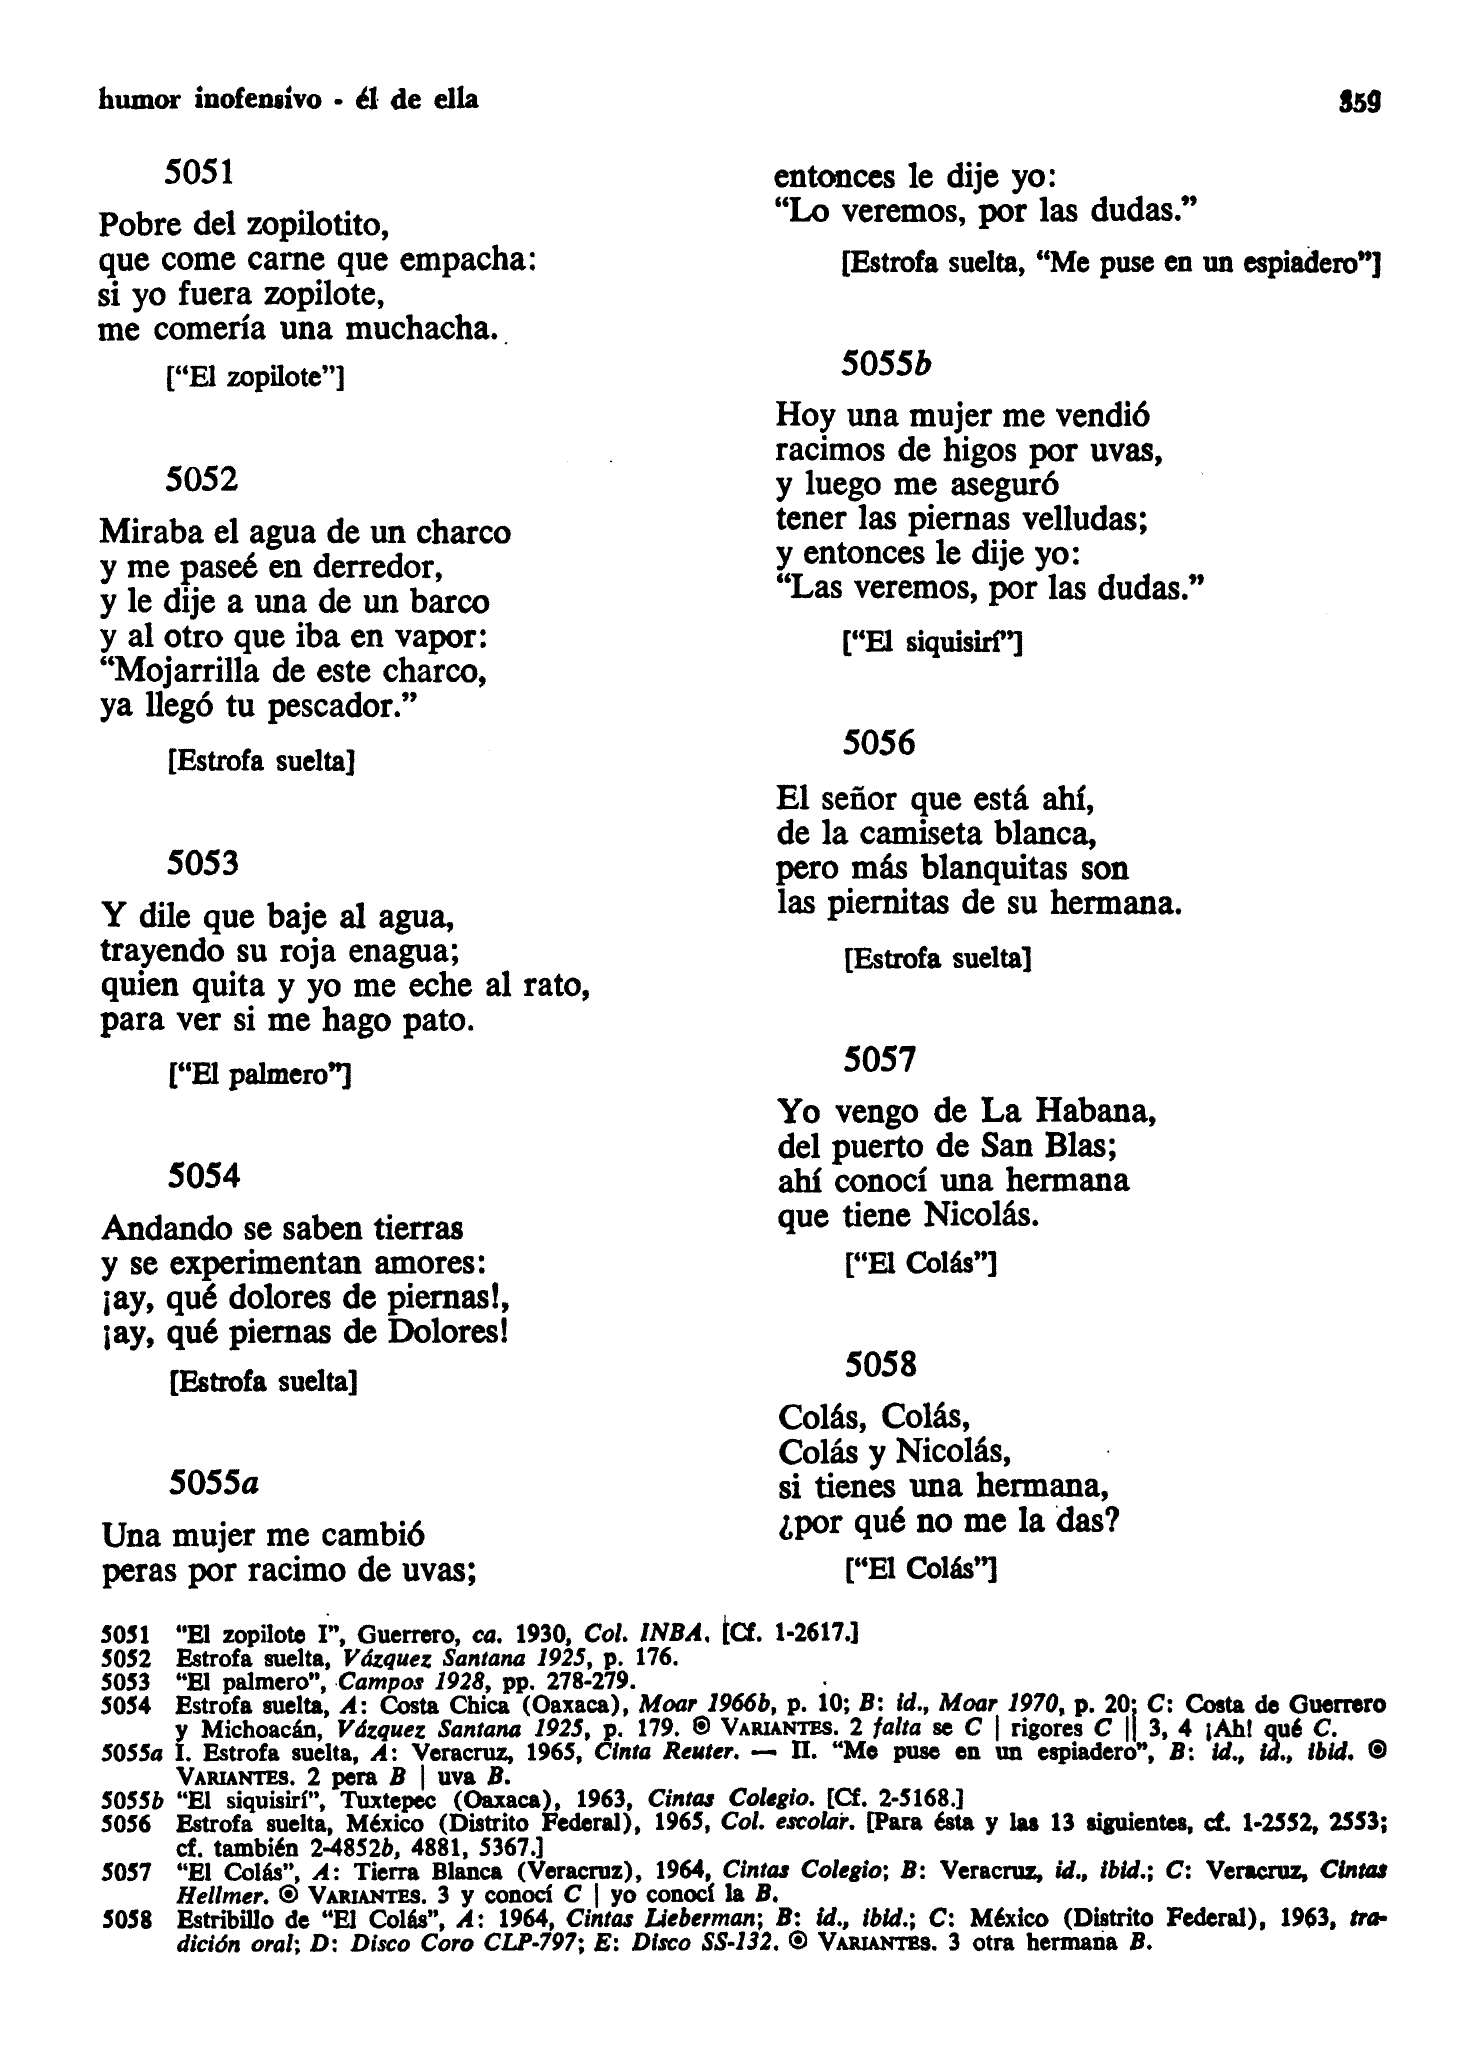 humor inofensivo - él de ella
359
5051
Pobre del zopilotito,
que come carne que empacha:
si yo fuera zopilote,
me comería una muchacha.
[“El zopilote”]
5052
Miraba el agua de un charco
y me paseé en derredor,
y le dije a una de un barco
y al otro que iba en vapor:
“Mojarrilla de este charco,
ya llegó tu pescador.”
[Estrofa suelta]
5053
Y dile que baje al agua,
trayendo su roja enagua;
quien quita y yo me eche al rato,
para ver si me hago pato.
[“El palmero”]
5054
Andando se saben tierras
y se experimentan amores:
¡ay, qué dolores de piernas!,
¡ay, qué piernas de Dolores!
[Estrofa suelta]
5055a
Una mujer me cambió
peras por racimo de uvas;
entonces le dije yo:
“Lo veremos, por las dudas.”
[Estrofa suelta, “Me puse en un espiadero”]
5055b
Hoy una mujer me vendió
racimos de higos por uvas,
y luego me aseguró
tener las piernas velludas;
y entonces le dije yo:
“Las veremos, por las dudas.”
[“El siquisirí”]
5056
El señor que está ahí,
de la camiseta blanca,
pero más blanquitas son
las piernitas de su hermana.
[Estrofa suelta]
5057
Yo vengo de La Habana,
del puerto de San Blas;
ahí conocí una hermana
que tiene Nicolás.
[“El Colás”]
5058
Colás, Colás,
Colás y Nicolás,
si tienes una hermana,
¿por qué no me la das?
[“El Colás”]
5051 “El zopilote I”, Guerrero, ca. 1930, Col. INBA. [Cf. 1-2617.]
5052 Estrofa suelta, Vázquez Santana 1925, p. 176.
5053 “El palmero”, Campos 1928, pp. 278-279.
5054 Estrofa suelta, A: Costa Chica (Oaxaca), Moar 1966b, p. 10; B: id., Moar 1970, p. 20; C: Costa de Guerrero
y Michoacán, Vázquez Santana 1925, p. 179. ⊙ VARIANTES. 2 falta se C | rigores C || 3, 4 ¡Ah! qué C.
5055a I. Estrofa suelta, A: Veracruz, 1965, Cinta Reuter. — II. “Me puse en un espiadero”, B: id., id., ibid. ⊙
VARIANTES. 2 pera B | uva B.
5055b “El siquisirí”, Tuxtepec (Oaxaca), 1963, Cintas Colegio. [Cf. 2-5168.]
5056 Estrofa suelta, México (Distrito Federal), 1965, Col. escolar. [Para ésta y las 13 siguientes, cf. 1-2552, 2553;
cf. también 2-4852b, 4881, 5367.]
5057 “El Colás”, A: Tierra Blanca (Veracruz), 1964, Cintas Colegio; B: Veracruz, id., ibid.; C: Veracruz, Cintas
Hellmer. ⊙ VARIANTES. 3 y conocí C | yo conocí la B.
5058 Estribillo de “El Colás”, A: 1964, Cintas Lieberman; B: id., ibid.; C: México (Distrito Federal), 1963, tra-
dición oral; D: Disco Coro CLP-797; E: Disco SS-132. ⊙ VARIANTES. 3 otra hermana B.